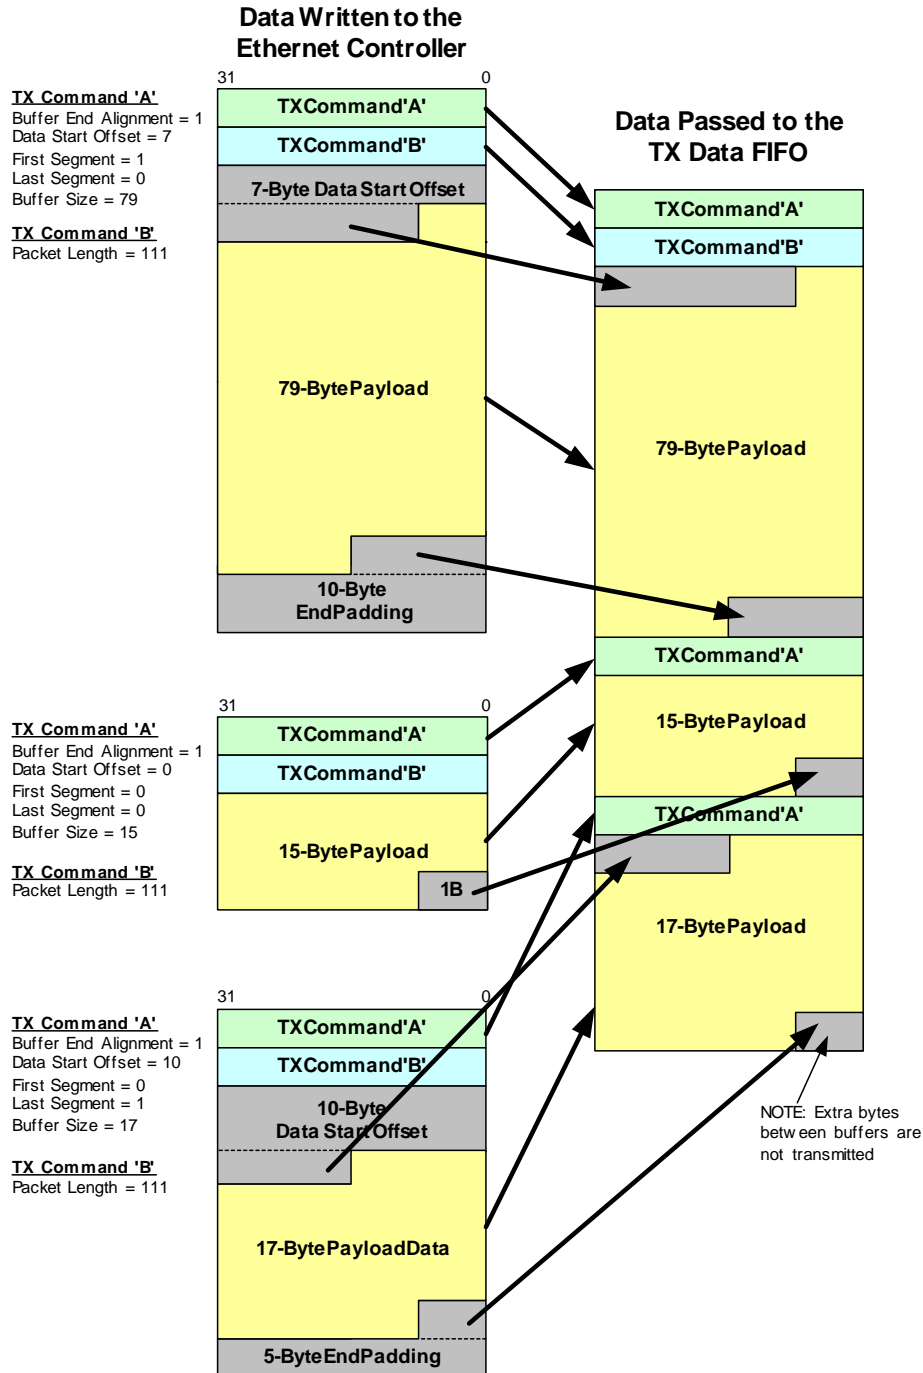 Data Written to the
Ethernet Controller
31 0
TX Command 'A'
Buffer End Alignment = 1
Data Start Offset = 7
First Segment = 1
Last Segment = 0
Buffer Size = 79
TX Command 'B'
Packet Length = 111
TXCommand'A'
TXCommand'B'
7-Byte Data Start Offset
79-BytePayload
10-Byte
EndPadding
Data Passed to the
TX Data FIFO
TXCommand'A'
TXCommand'B'
79-BytePayload
TXCommand'A'
15-BytePayload
TXCommand'A'
17-BytePayload
NOTE: Extra bytes
between buffers are
not transmitted
31 0
TX Command 'A'
Buffer End Alignment = 1
Data Start Offset = 0
First Segment = 0
Last Segment = 0
Buffer Size = 15
TX Command 'B'
Packet Length = 111
TXCommand'A'
TXCommand'B'
15-BytePayload
1B
31 0
TX Command 'A'
Buffer End Alignment = 1
Data Start Offset = 10
First Segment = 0
Last Segment = 1
Buffer Size = 17
TX Command 'B'
Packet Length = 111
TXCommand'A'
TXCommand'B'
10-Byte
Data StartOffset
17-BytePayloadData
5-ByteEndPadding